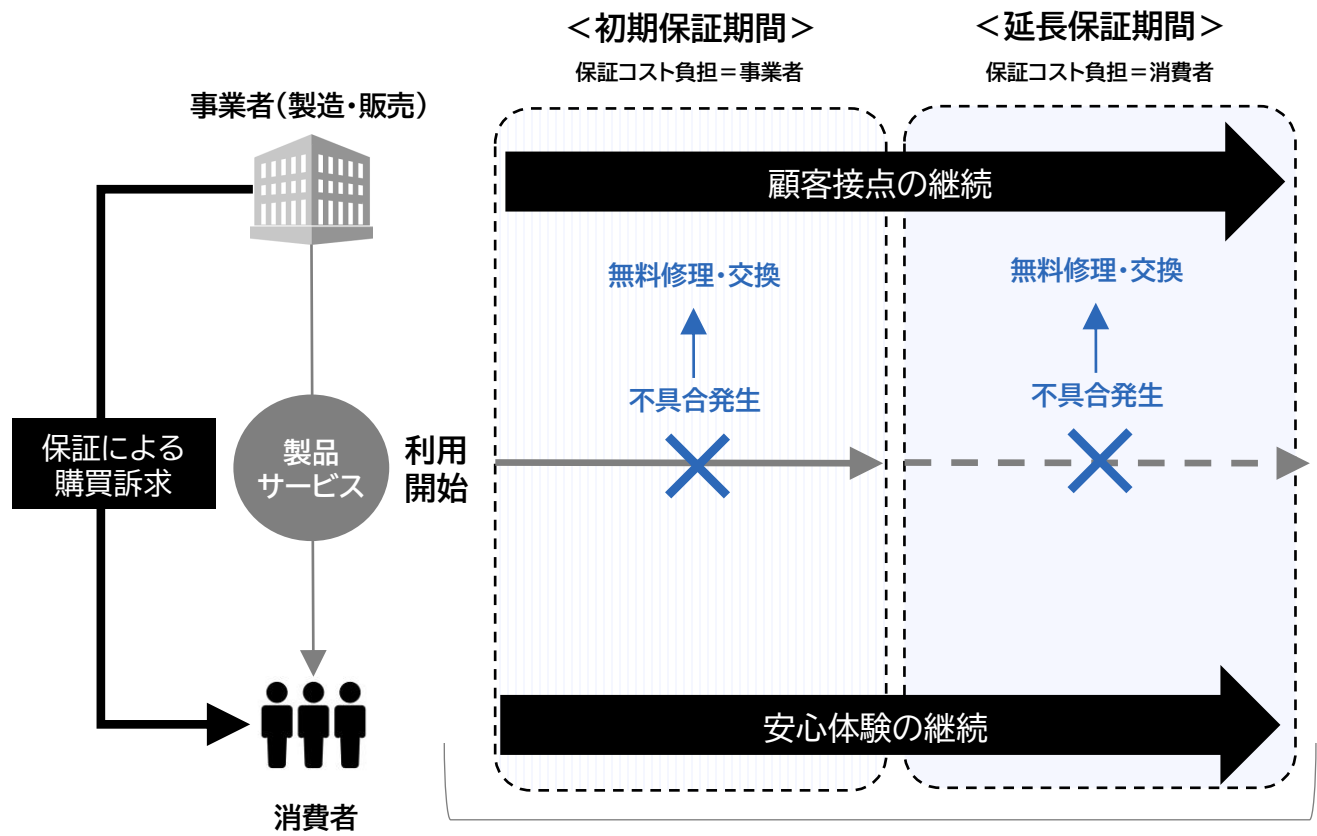 ＜初期保証期間＞
保証コスト負担＝事業者
＜延長保証期間＞
保証コスト負担＝消費者
事業者（製造・販売）
顧客接点の継続
無料修理・交換
不具合発生
無料修理・交換
不具合発生
保証による
購買訴求
製品
サービス
利用
開始
安心体験の継続
消費者